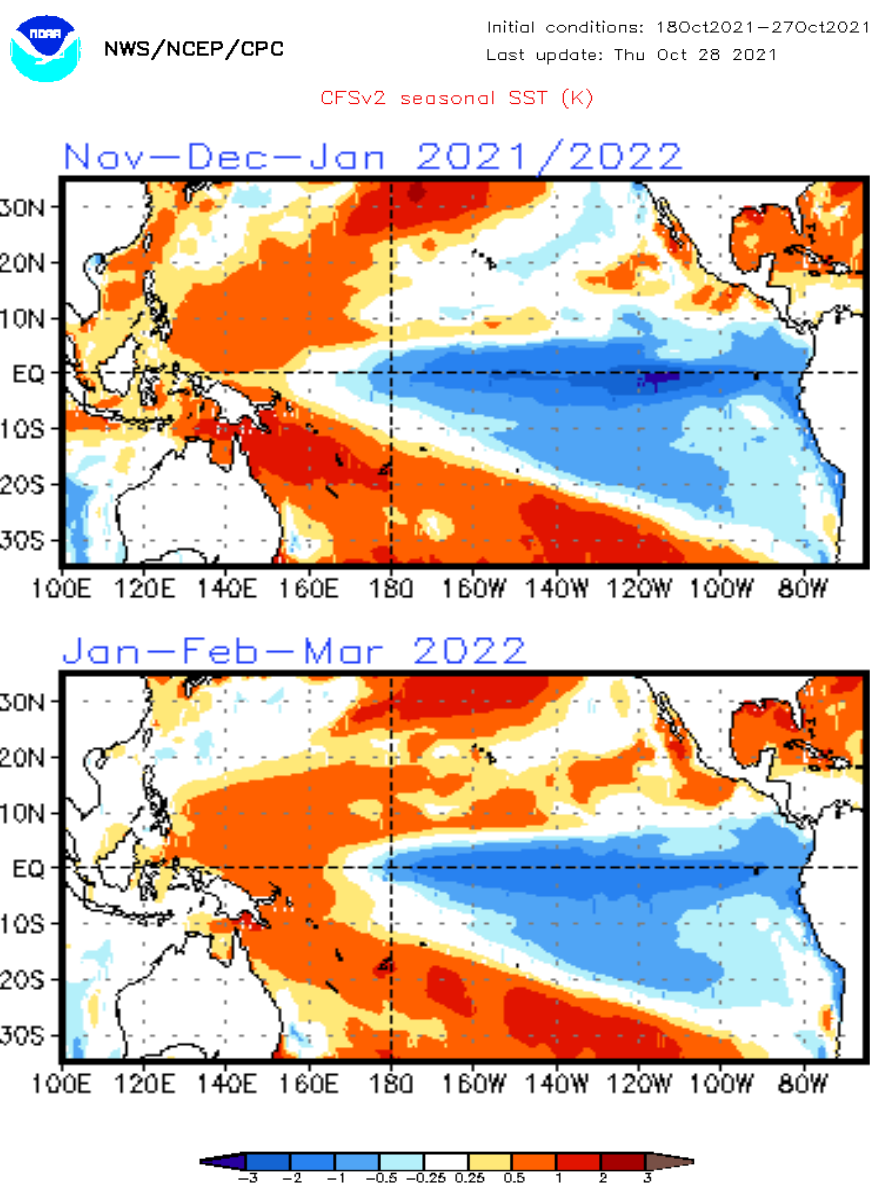 NOAA
NWS/NCEP/CPC
Initial conditions: 18Oct2021-27Oct2021
Last update: Thu Oct 28 2021
CFSv2 seasonal SST (K)
Nov-Dec-Jan 2021/2022
30N
20N
10N
EQ
10S
20S
30S
100E 120E 140E 160E 180 160W 140W 120W 100W 80W
Jan-Feb-Mar 2022
30N
20N
10N
EQ
10S
20S
30S
100E 120E 140E 160E 180 160W 140W 120W 100W 80W
-3 -2 -1 -0.5 -0.25 0.25 0.5 1 2 3